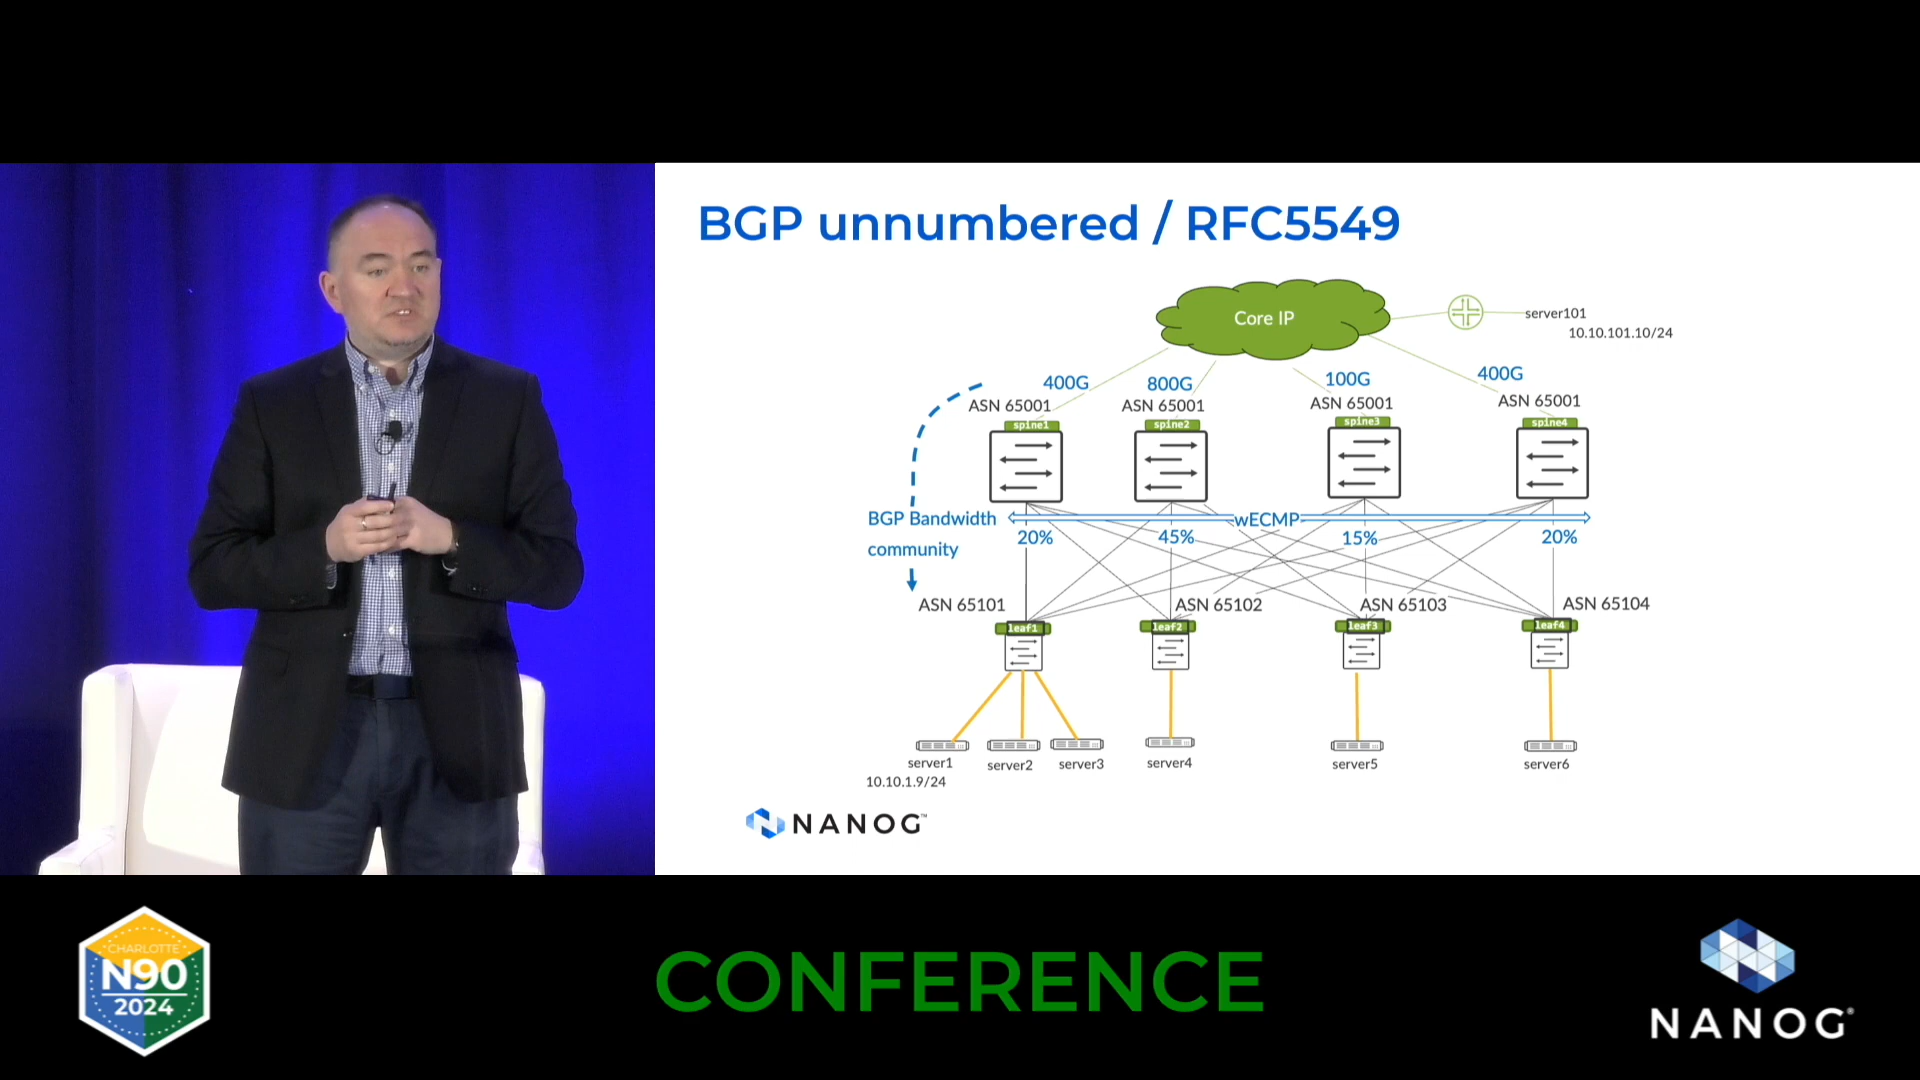 BGP unnumbered / RFC5549
Core IP
server101
10.10.101.10/24
400G
800G
100G
400G
ASN 65001
ASN 65001
ASN 65001
ASN 65001
spine1
spine2
spine3
spine4
BGP Bandwidth
community
wECMP
20%
45%
15%
20%
ASN 65101
ASN 65102
ASN 65103
ASN 65104
leaf1
leaf2
leaf3
leaf4
server1
server2
server3
server4
server5
server6
10.10.1.9/24
NANOG™
CHARLOTTE
N90
2024
CONFERENCE
NANOG®